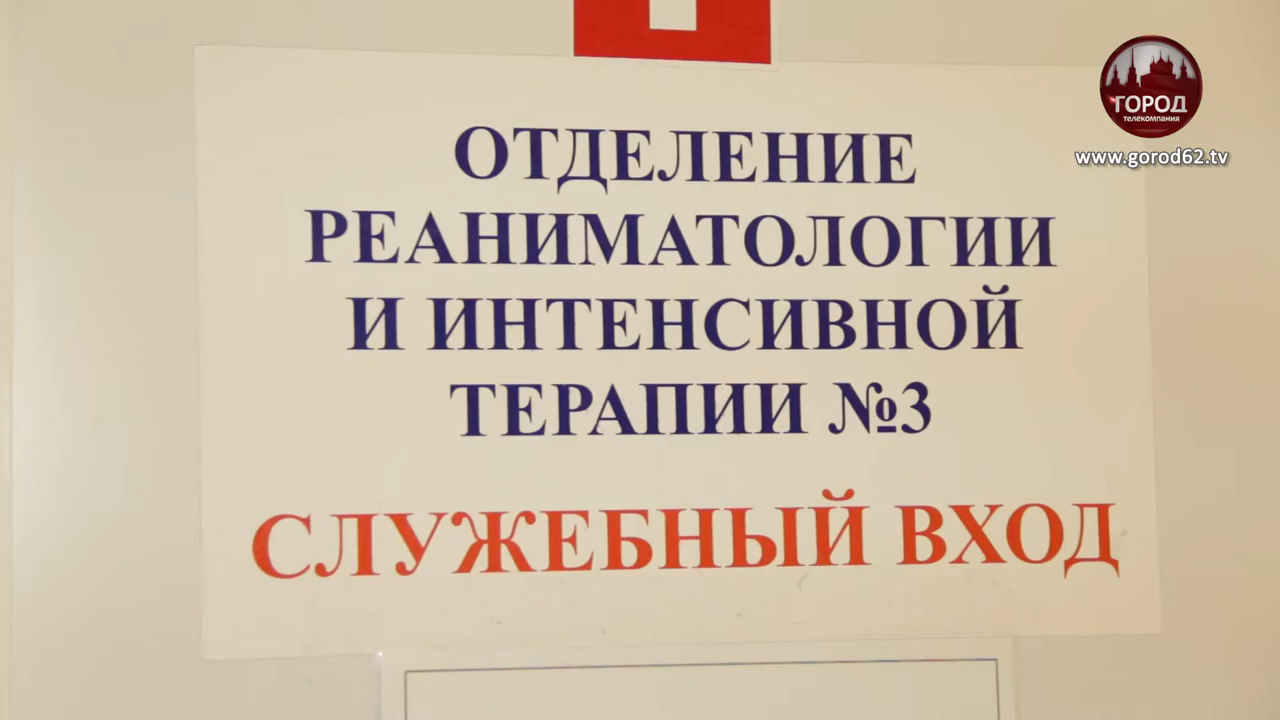 ГОРОД
телекомпания
www.gorod62.tv
ОТДЕЛЕНИЕ
РЕАНИМАТОЛОГИИ
И ИНТЕНСИВНОЙ
ТЕРАПИИ №3
СЛУЖЕБНЫЙ ВХОД